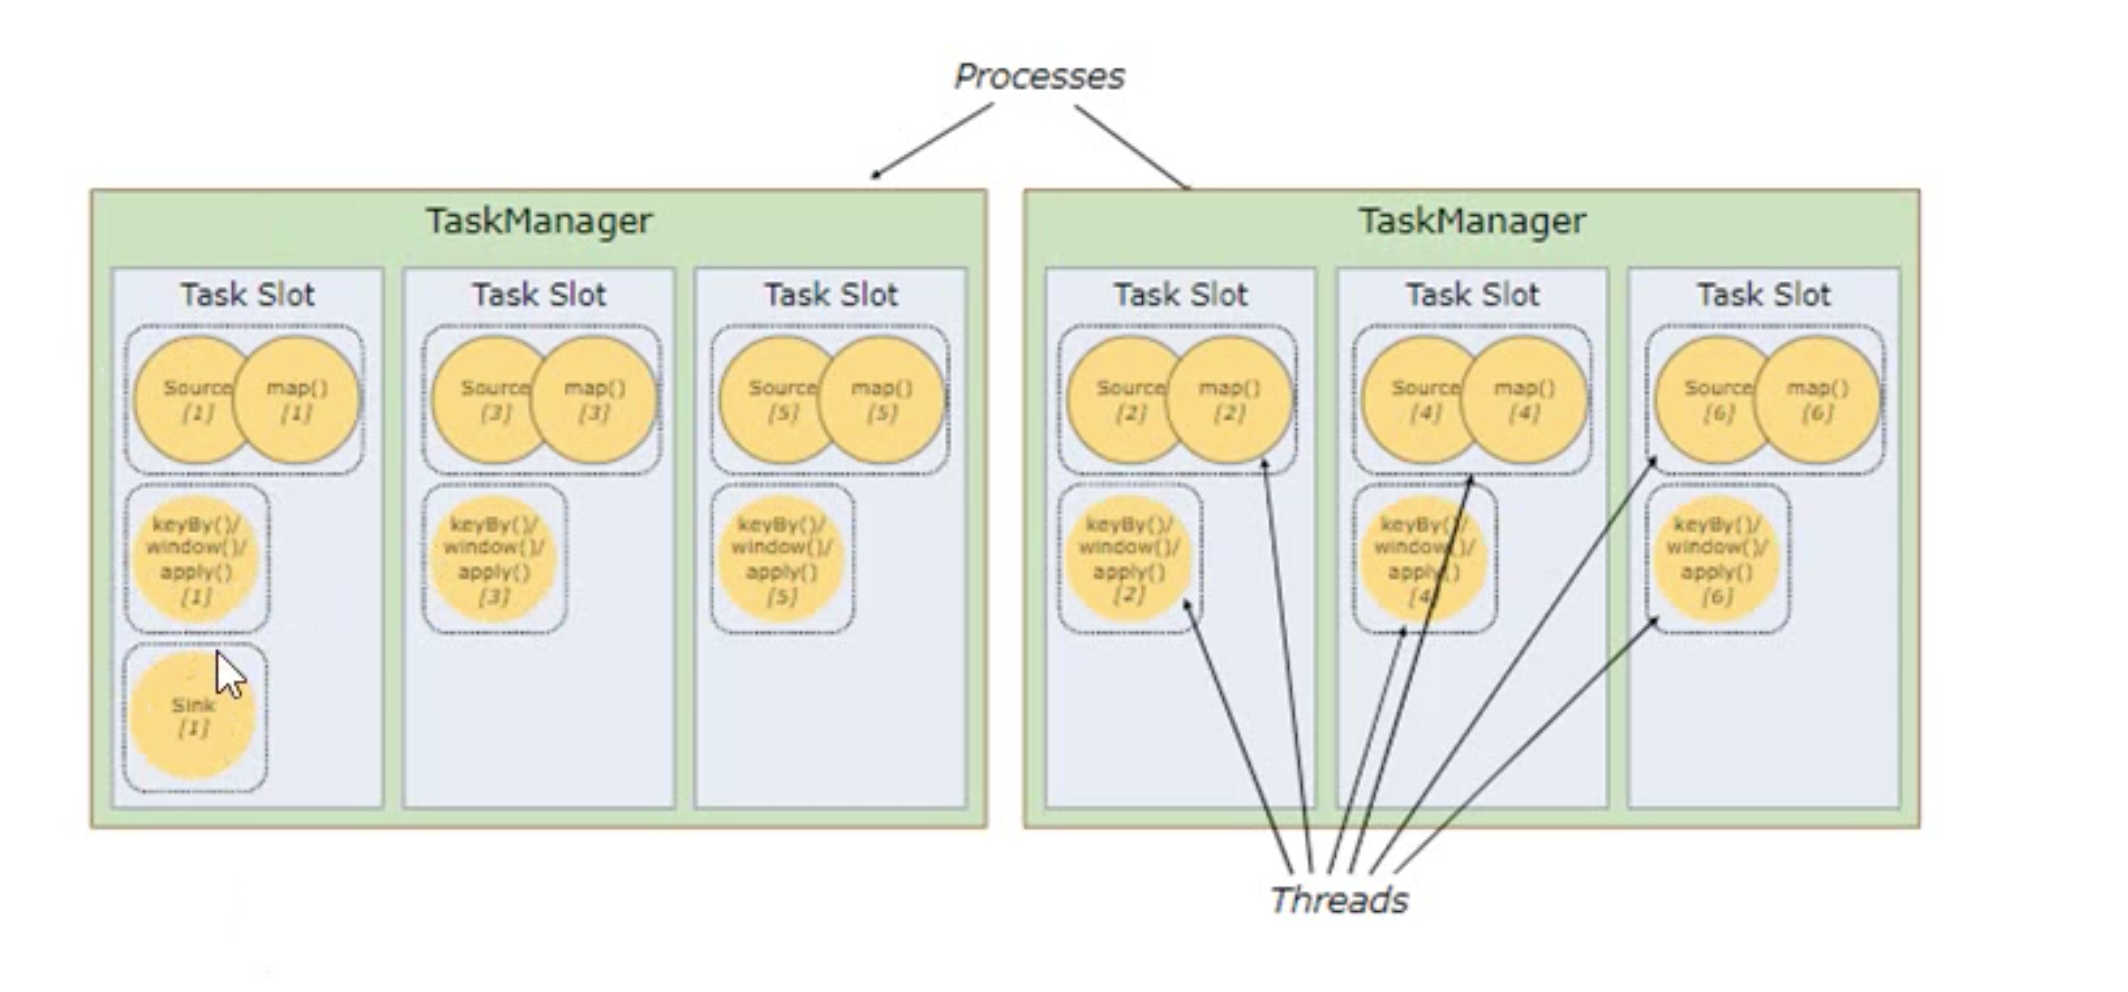 Processes
TaskManager
Task Slot
Source
[1]
map()
[1]
keyBy()/
window()/
apply()
[1]
Sink
[1]
Task Slot
Source
[3]
map()
[3]
keyBy()/
window()/
apply()
[3]
Task Slot
Source
[5]
map()
[5]
keyBy()/
window()/
apply()
[5]
TaskManager
Task Slot
Source
[2]
map()
[2]
keyBy()/
window()/
apply()
[2]
Task Slot
Source
[4]
map()
[4]
keyBy()/
window()/
apply()
[4]
Task Slot
Source
[6]
map()
[6]
keyBy()/
window()/
apply()
[6]
Threads